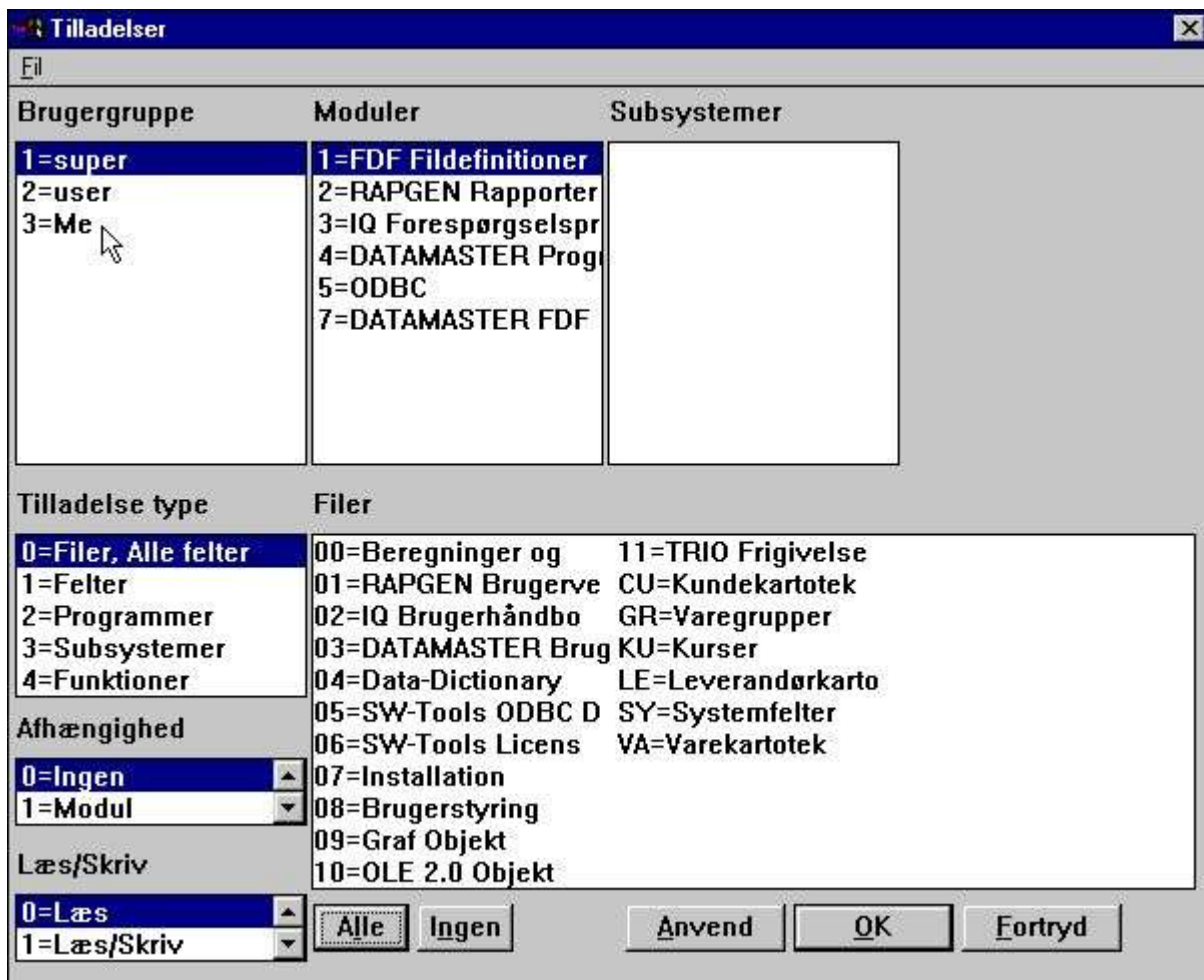 Tilladelser
Fil
Brugergruppe
1=super
2=user
3=Me
Moduler
1=FDF Fildefinitioner
2=RAPGEN Rapporter
3=IQ Forespørgselspr
4=DATAMASTER Progr
5=ODBC
7=DATAMASTER FDF
Subsystemer
Tilladelse type
0=Filer, Alle felter
1=Felter
2=Programmer
3=Subsystemer
4=Funktioner
Afhængighed
0=Ingen
1=Modul
Læs/Skriv
0=Læs
1=Læs/Skriv
Filer
00=Beregninger og
01=RAPGEN Brugerve
02=IQ Brugerhåndbo
03=DATAMASTER Brug
04=Data-Dictionary
05=SW-Tools ODBC D
06=SW-Tools Licens
07=Installation
08=Brugerstyring
09=Graf Objekt
10=OLE 2.0 Objekt
11=TRIO Frigivelse
CU=Kundekartotek
GR=Varegrupper
KU=Kurser
LE=Leverandørkarto
SY=Systemfelter
VA=Varekartotek
Alle
Ingen
Anvend
OK
Fortryd